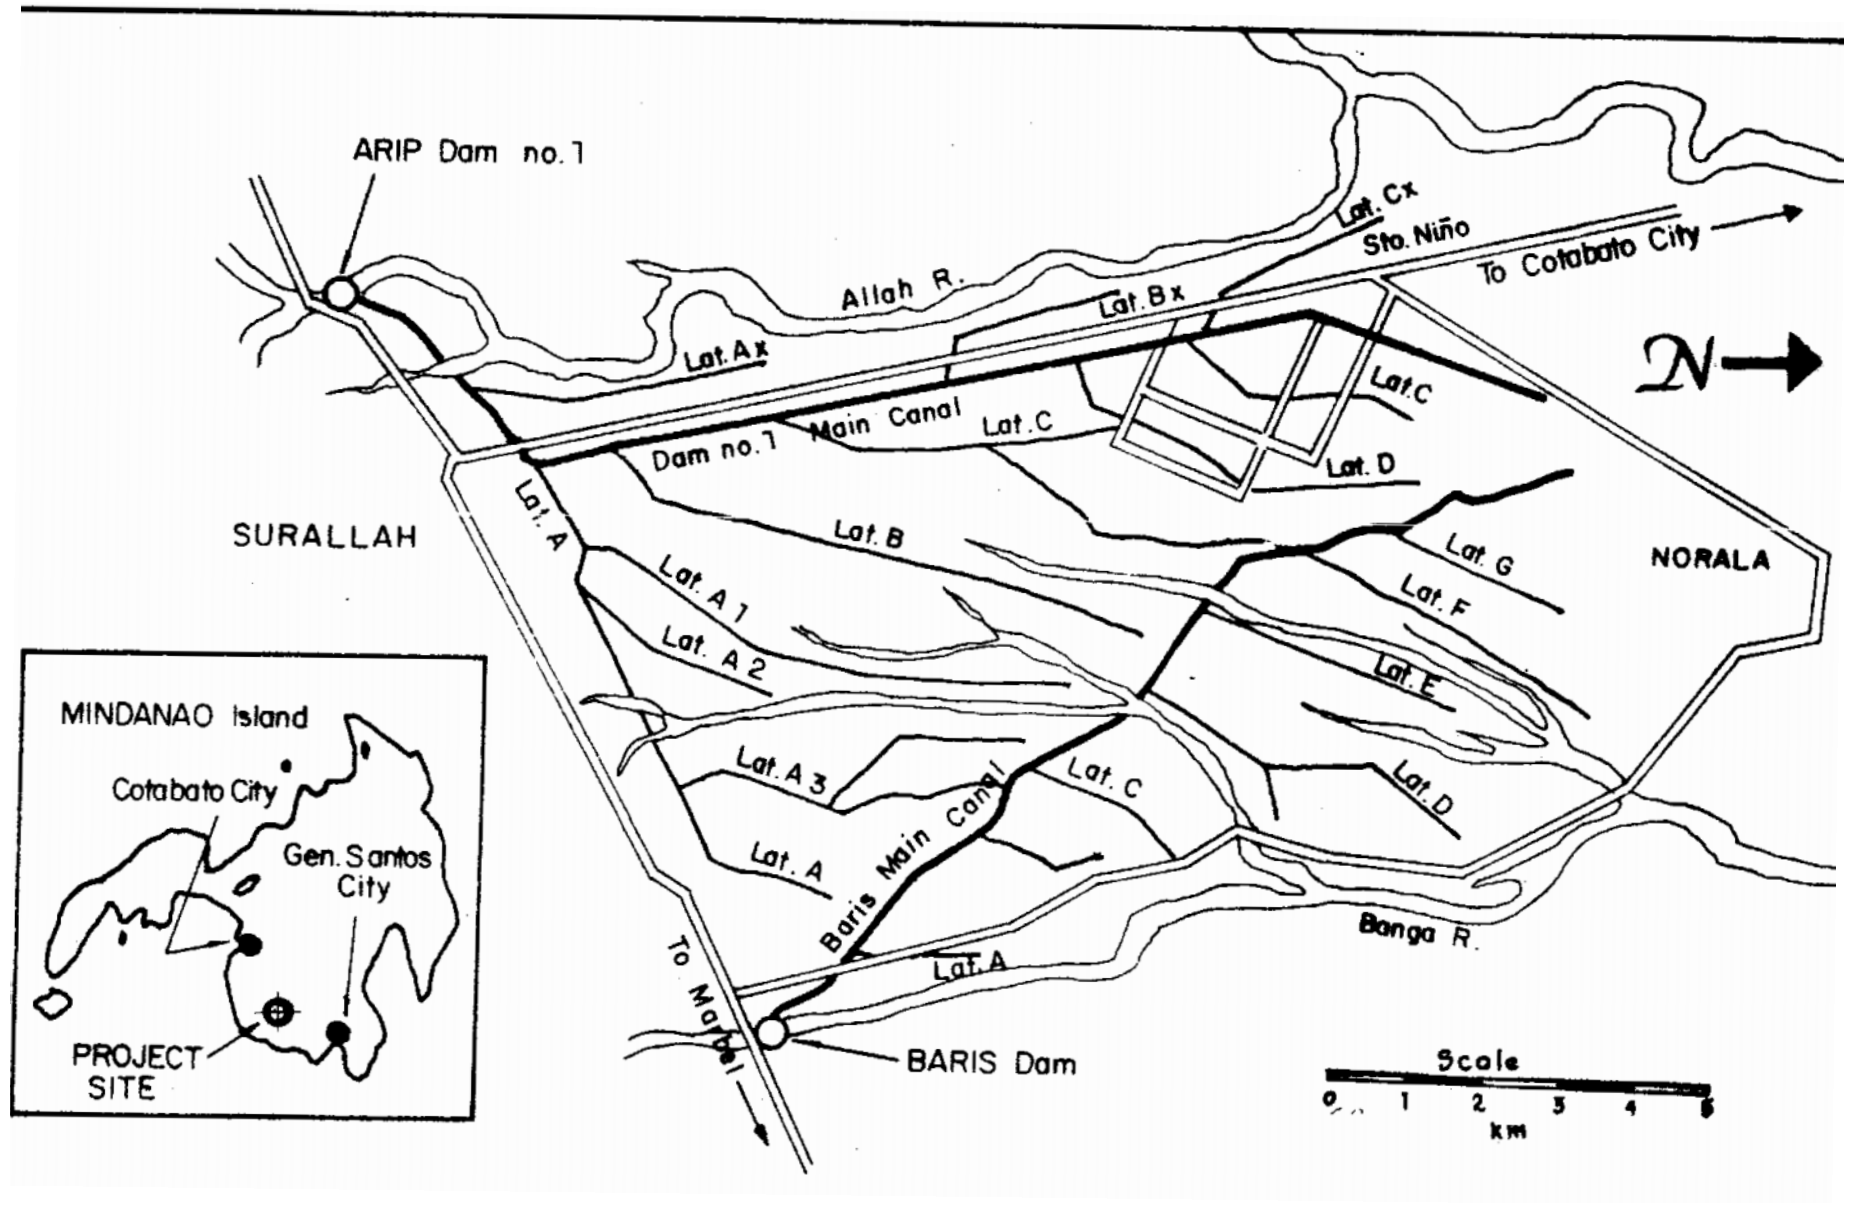 ARIP Dam no.1
Lat. Cx
Sto. Niño
To Cotabato City
Allah R.
Lat. Bx
N
Lat. Ax
Lat.C
Dam no.1 Main Canal
Lat. C
Lat. D
Lat. A
SURALLAH
Lat. B
Lat. G
NORALA
Lat. A 1
Lat. F
Lat. A 2
Lat. E
MINDANAO Island
Cotabato City
Gen. Santos
City
PROJECT
SITE
Lat. A 3
Lat. C
Lat. D
Lat. A
Baris Main Canal
Banga R.
Lat. A
To Marbel
BARIS Dam
Scale
0 1 2 3 4 5
km